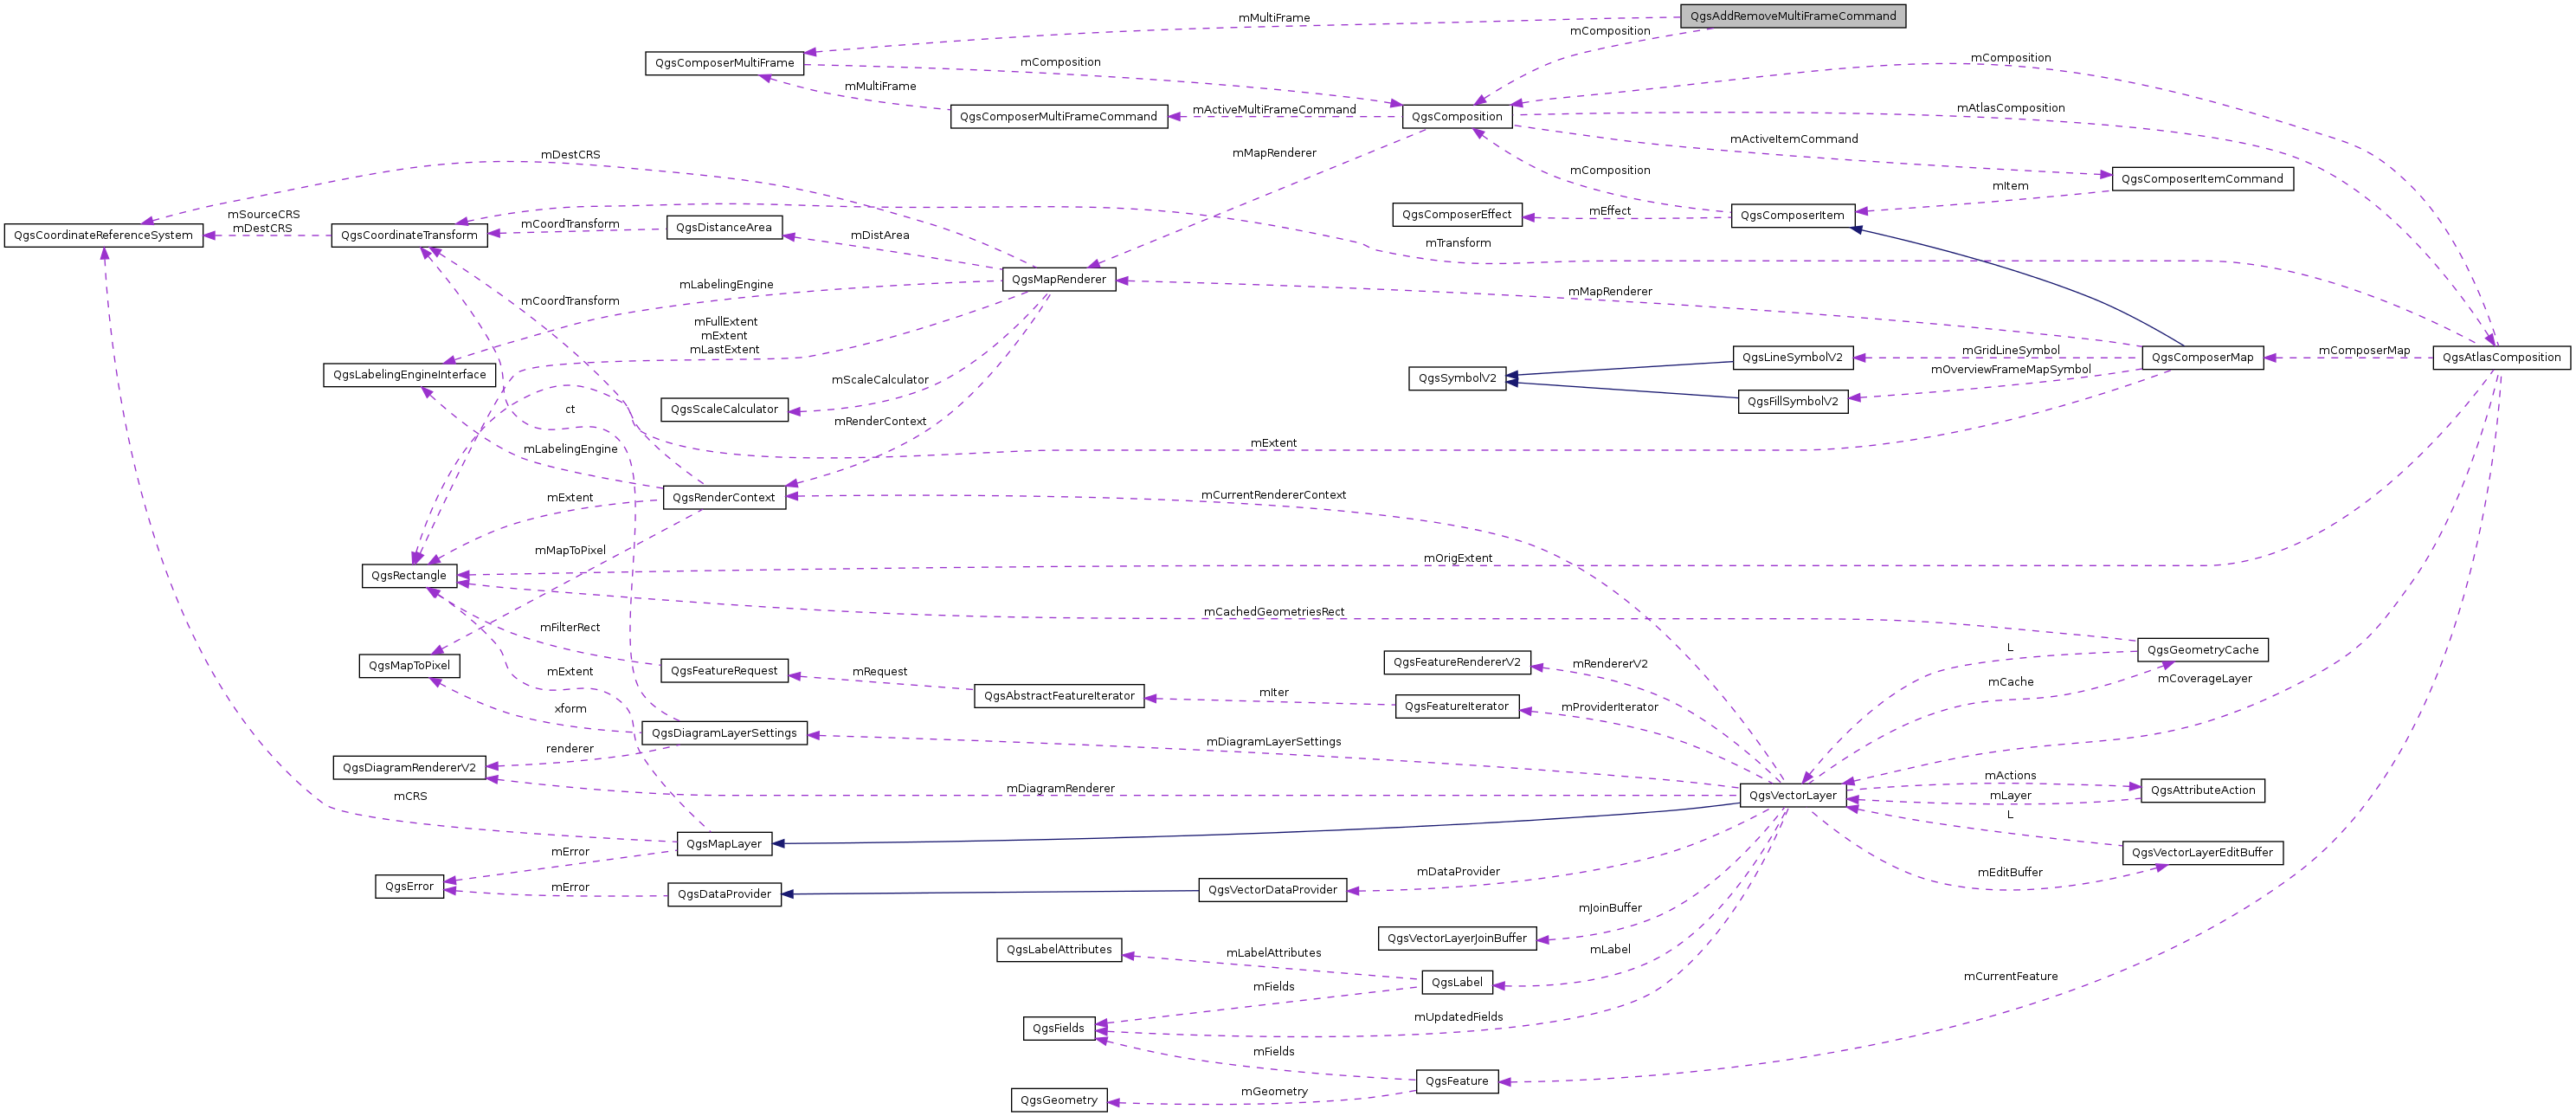 QgsAddRemoveMultiFrameCommand
mMultiFrame
mComposition
QgsComposerMultiFrame
mComposition
mComposition
mMultiFrame
QgsComposerMultiFrameCommand
mActiveMultiFrameCommand
QgsComposition
mAtlasComposition
mActiveItemCommand
mDestCRS
mMapRenderer
mComposition
QgsComposerItemCommand
mItem
mSourceCRS
mDestCRS
QgsCoordinateReferenceSystem
QgsCoordinateTransform
mCoordTransform
QgsDistanceArea
mDistArea
QgsComposerEffect
mEffect
QgsComposerItem
mTransform
QgsMapRenderer
mLabelingEngine
mCoordTransform
mMapRenderer
mFullExtent
mExtent
mLastExtent
QgsLabelingEngineInterface
mScaleCalculator
QgsSymbolV2
QgsLineSymbolV2
mGridLineSymbol
mOverviewFrameMapSymbol
QgsComposerMap
mComposerMap
QgsAtlasComposition
QgsFillSymbolV2
ct
QgsScaleCalculator
mRenderContext
mLabelingEngine
mExtent
mExtent
QgsRenderContext
mCurrentRendererContext
mMapToPixel
mOrigExtent
QgsRectangle
mCachedGeometriesRect
mFilterRect
QgsMapToPixel
mExtent
QgsFeatureRequest
mRequest
QgsAbstractFeatureIterator
mIter
QgsFeatureRendererV2
mRendererV2
QgsFeatureIterator
mProviderIterator
L
QgsGeometryCache
mCache
mCoverageLayer
xform
QgsDiagramLayerSettings
mDiagramLayerSettings
renderer
QgsDiagramRendererV2
mDiagramRenderer
QgsVectorLayer
mActions
mLayer
QgsAttributeAction
L
mCRS
QgsMapLayer
mError
QgsVectorLayerEditBuffer
mEditBuffer
QgsError
mError
QgsDataProvider
QgsVectorDataProvider
mDataProvider
mJoinBuffer
QgsVectorLayerJoinBuffer
mLabel
QgsLabelAttributes
mLabelAttributes
QgsLabel
mFields
mCurrentFeature
QgsFields
mUpdatedFields
mFields
QgsFeature
mGeometry
QgsGeometry